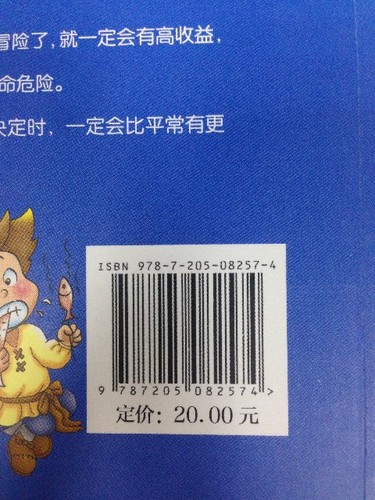 冒险了，就一定会有高收益，
命危险。
决定时，一定会比平常有更
ISBN 978-7-205-08257-4
9 787205 082574 >
定价：20.00 元